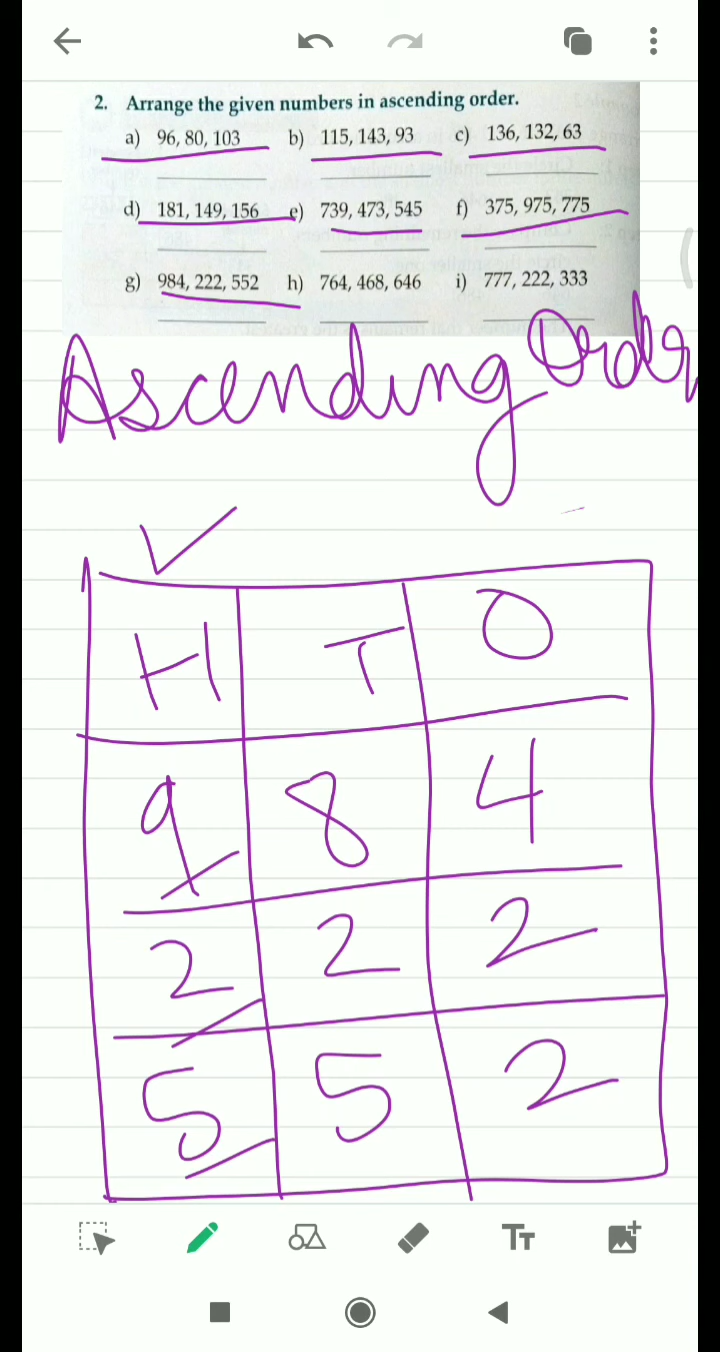 2. Arrange the given numbers in ascending order.
a) 96, 80, 103 b) 115, 143, 93 c) 136, 132, 63
d) 181, 149, 156 e) 739, 473, 545 f) 375, 975, 775
g) 984, 222, 552 h) 764, 468, 646 i) 777, 222, 333
Ascending Order
H T O
9 8 4
2 2 2
5 5 2
TT